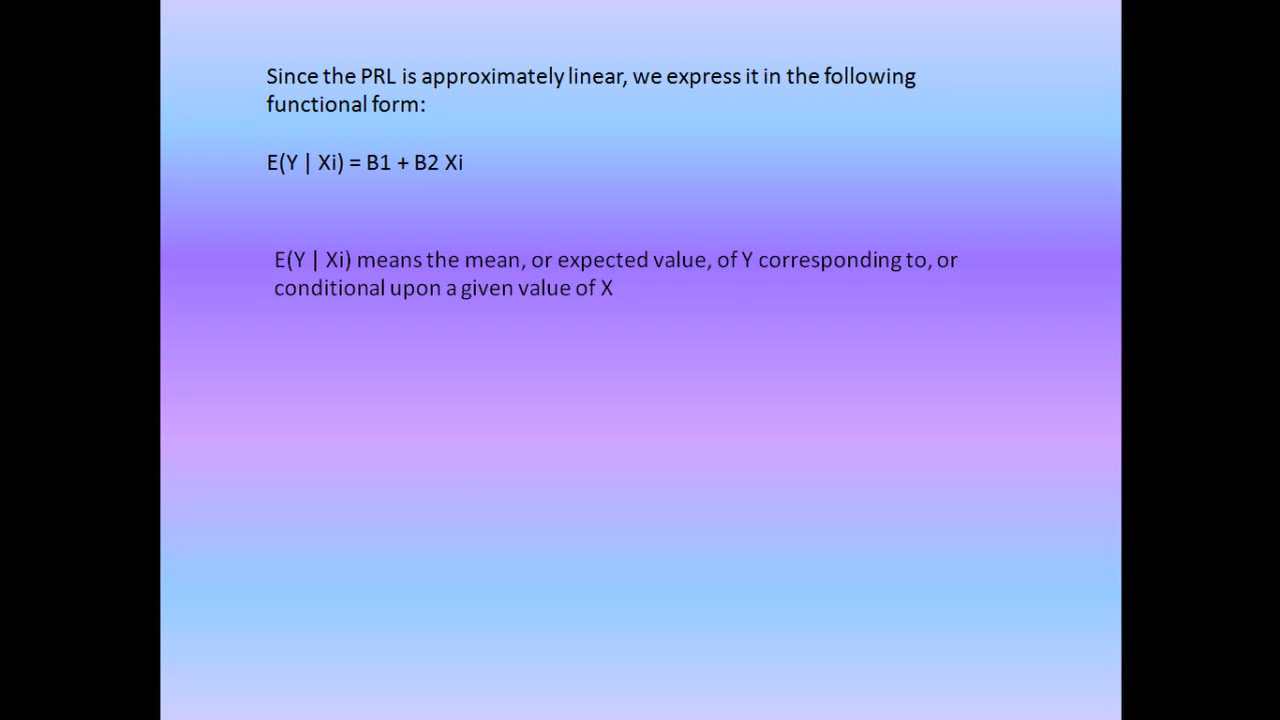 Since the PRL is approximately linear, we express it in the following
functional form:
E(Y | Xi) = B1 + B2 Xi
E(Y | Xi) means the mean, or expected value, of Y corresponding to, or
conditional upon a given value of X